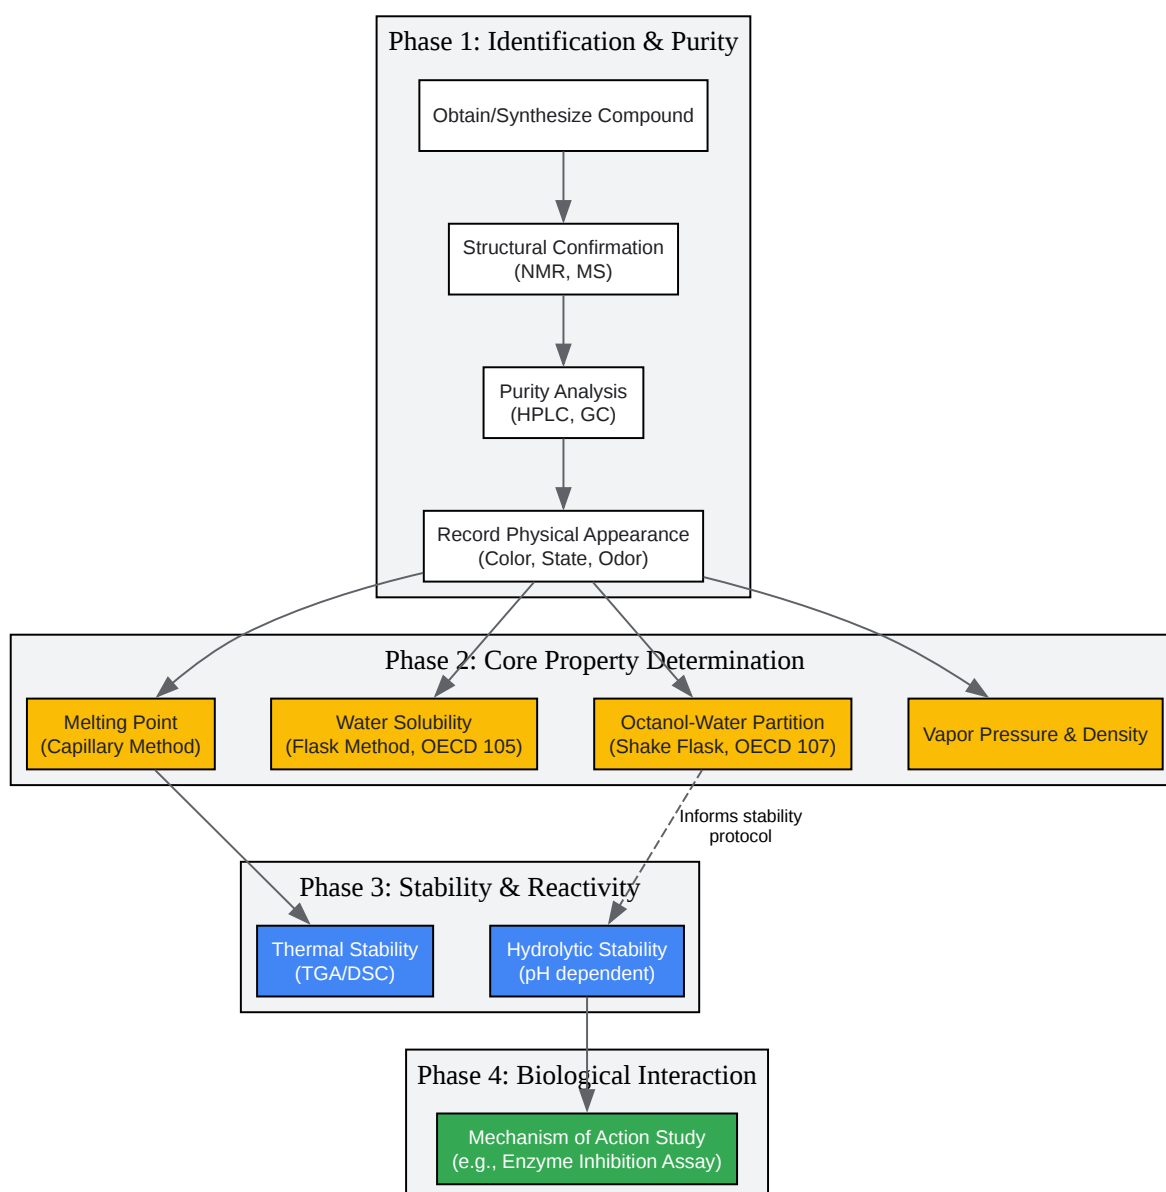 Phase 1: Identification & Purity
Obtain/Synthesize Compound
Structural Confirmation
(NMR, MS)
Purity Analysis
(HPLC, GC)
Record Physical Appearance
(Color, State, Odor)
Phase 2: Core Property Determination
Melting Point
(Capillary Method)
Water Solubility
(Flask Method, OECD 105)
Octanol-Water Partition
(Shake Flask, OECD 107)
Vapor Pressure & Density
Informs stability
protocol
Phase 3: Stability & Reactivity
Thermal Stability
(TGA/DSC)
Hydrolytic Stability
(pH dependent)
Phase 4: Biological Interaction
Mechanism of Action Study
(e.g., Enzyme Inhibition Assay)